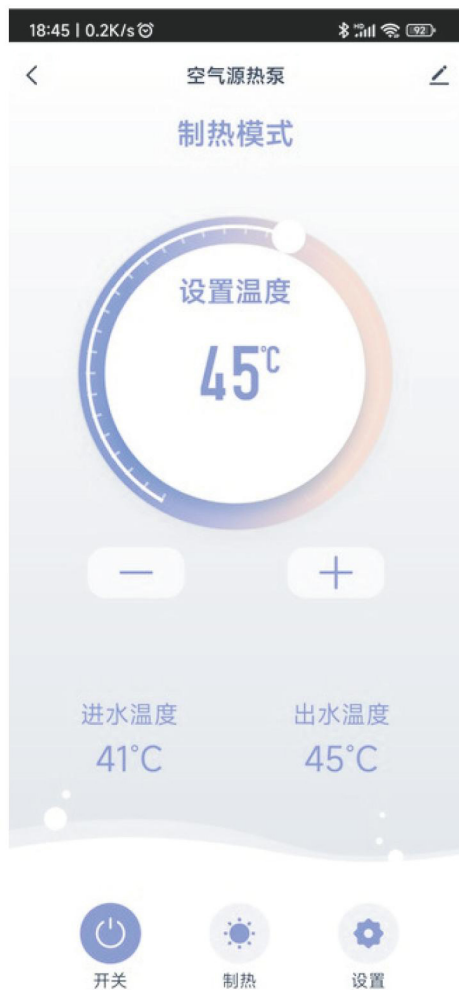 18:45 | 0.2K/s
HD
92
空气源热泵
制热模式
设置温度
45℃
进水温度 出水温度
41°C 45°C
开关 制热 设置